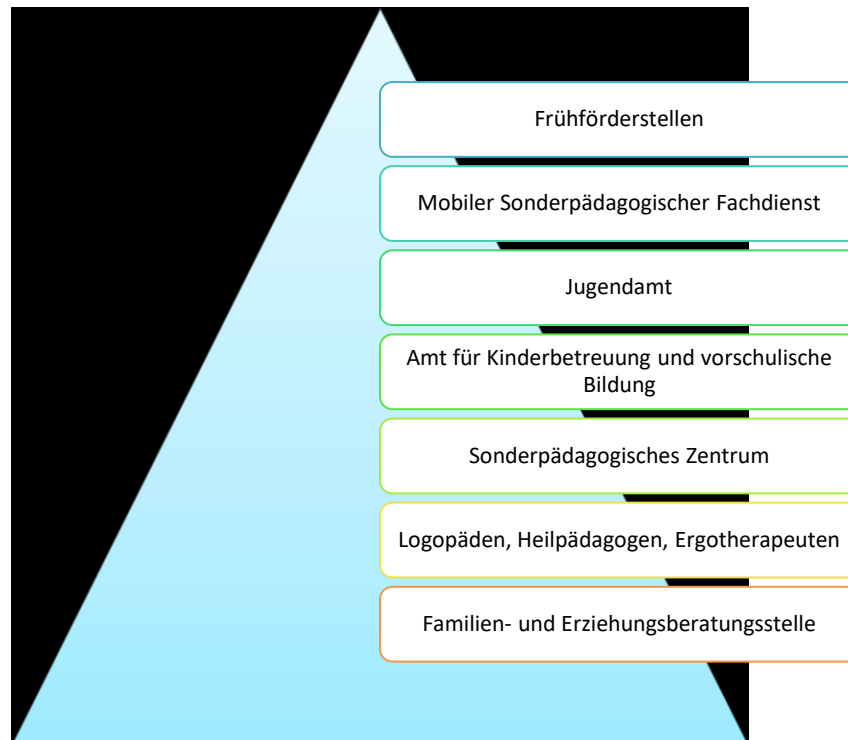 Frühförderstellen
Mobiler Sonderpädagogischer Fachdienst
Jugendamt
Amt für Kinderbetreuung und vorschulische
Bildung
Sonderpädagogisches Zentrum
Logopäden, Heilpädagogen, Ergotherapeuten
Familien- und Erziehungsberatungsstelle